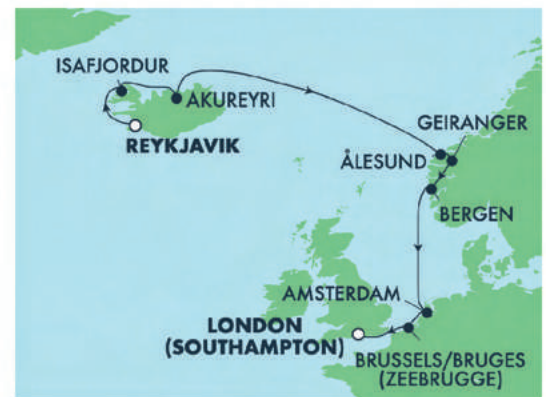 ISAFJORDUR
AKUREYRI
REYKJAVIK
GEIRANGER
ÅLESUND
BERGEN
AMSTERDAM
LONDON
(SOUTHAMPTON)
BRUSSELS/BRUGES
(ZEEBRUGGE)